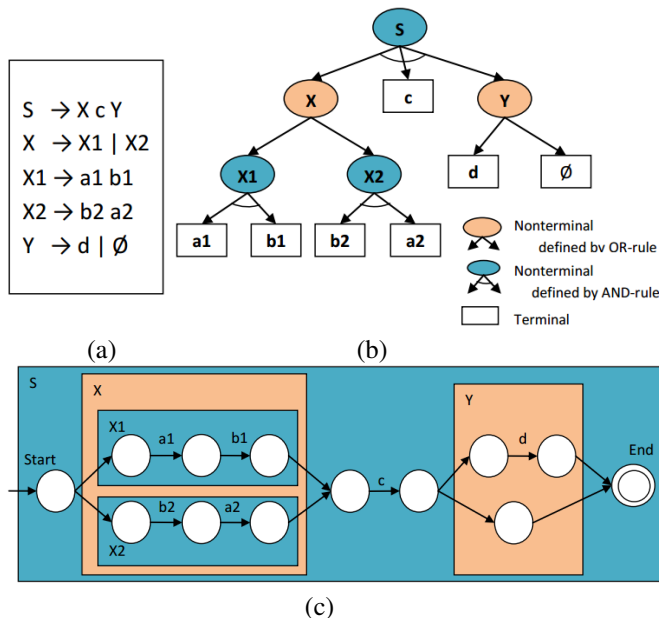 S → X c Y
X → X1 | X2
X1 → a1 b1
X2 → b2 a2
Y → d | Ø
(a)
S
X
c
Y
X1
X2
d
Ø
a1
b1
b2
a2
Nonterminal
defined by OR-rule
Nonterminal
defined by AND-rule
Terminal
(b)
S
X
Y
X1
a1
b1
d
Start
End
c
b2
a2
X2
(c)